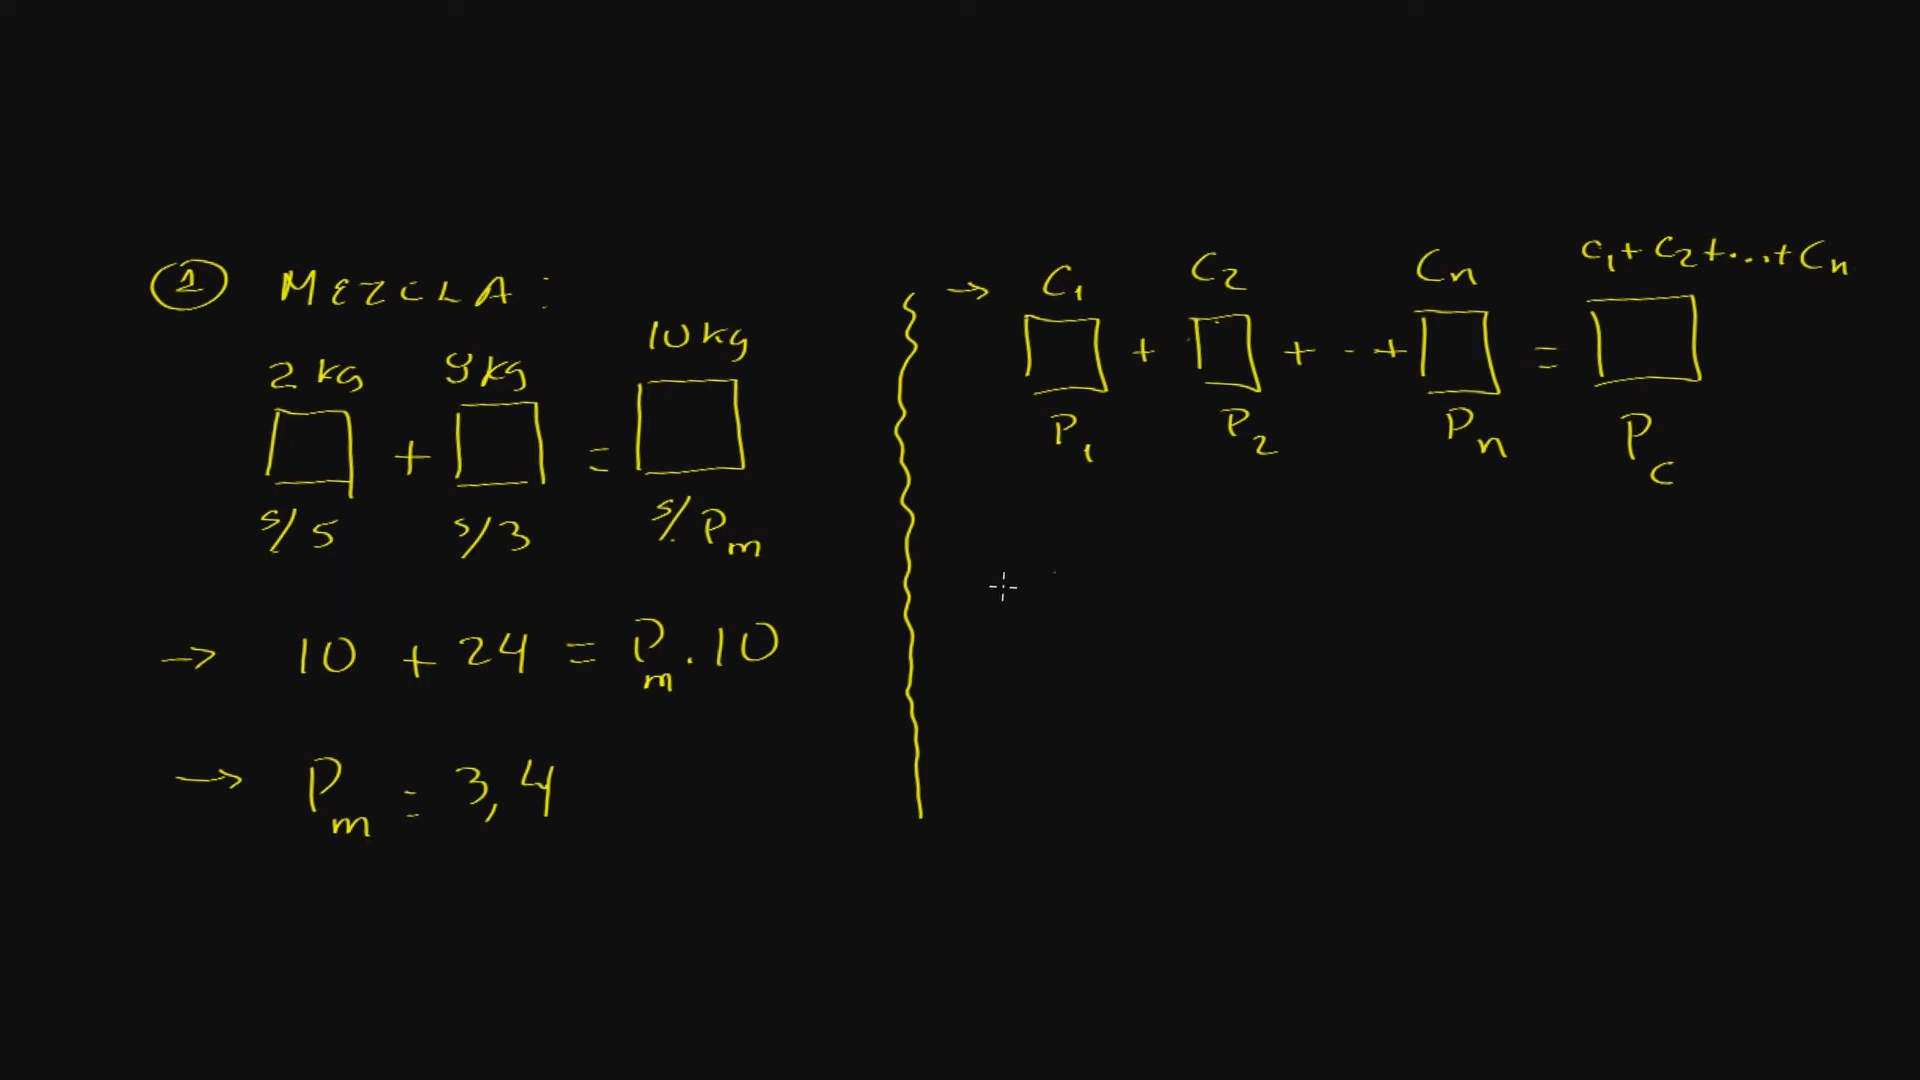 1 MEZCLA:
2 kg 8 kg 10 kg
+ =
s/5 s/3 s/. Pm
→ 10 + 24 = Pm . 10
→ Pm = 3,4
→ C1 C2 Cn C1 + C2 + ... + Cn
+ + ·· + =
P1 P2 Pn Pc